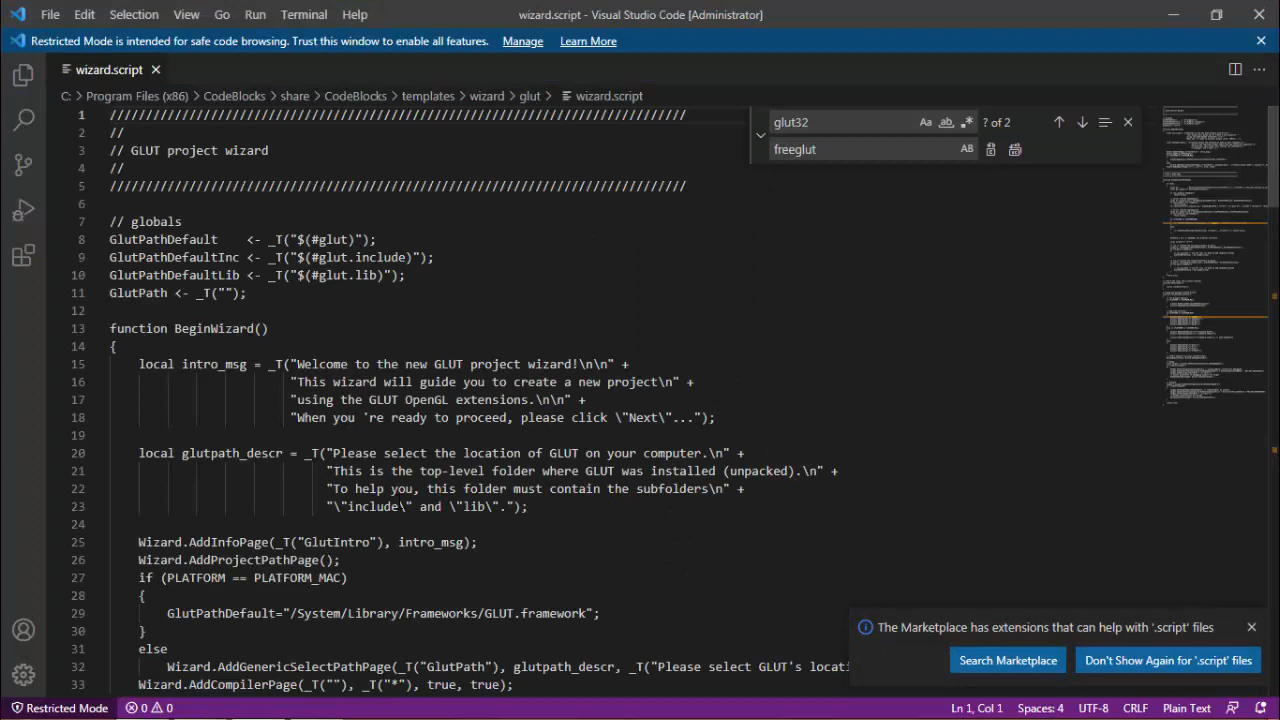 File Edit Selection View Go Run Terminal Help wizard.script - Visual Studio Code [Administrator]
Restricted Mode is intended for safe code browsing. Trust this window to enable all features. Manage Learn More
wizard.script
C: > Program Files (x86) > CodeBlocks > share > CodeBlocks > templates > wizard > glut > wizard.script
glut32 Aa ab ? of 2
freeglut AB
1 ////////////////////////////////////////////////////////////////////////////////
2 //
3 // GLUT project wizard
4 //
5 ////////////////////////////////////////////////////////////////////////////////
6
7 // globals
8 GlutPathDefault    <- _T("$(#glut)");
9 GlutPathDefaultInc <- _T("$(#glut.include)");
10 GlutPathDefaultLib <- _T("$(#glut.lib)");
11 GlutPath <- _T("");
12
13 function BeginWizard()
14 {
15     local intro_msg = _T("Welcome to the new GLUT project wizard!\n\n" +
16                          "This wizard will guide you to create a new project\n" +
17                          "using the GLUT OpenGL extensions.\n\n" +
18                          "When you 're ready to proceed, please click \"Next\"...");
19
20     local glutpath_descr = _T("Please select the location of GLUT on your computer.\n" +
21                               "This is the top-level folder where GLUT was installed (unpacked).\n" +
22                               "To help you, this folder must contain the subfolders\n" +
23                               "\"include\" and \"lib\".");
24
25     Wizard.AddInfoPage(_T("GlutIntro"), intro_msg);
26     Wizard.AddProjectPathPage();
27     if (PLATFORM == PLATFORM_MAC)
28     {
29         GlutPathDefault="/System/Library/Frameworks/GLUT.framework";
30     }
31     else
32         Wizard.AddGenericSelectPathPage(_T("GlutPath"), glutpath_descr, _T("Please select GLUT's locati
33     Wizard.AddCompilerPage(_T(""), _T("*"), true, true);
The Marketplace has extensions that can help with '.script' files
Search Marketplace Don't Show Again for '.script' files
Restricted Mode 0 0 Ln 1, Col 1 Spaces: 4 UTF-8 CRLF Plain Text